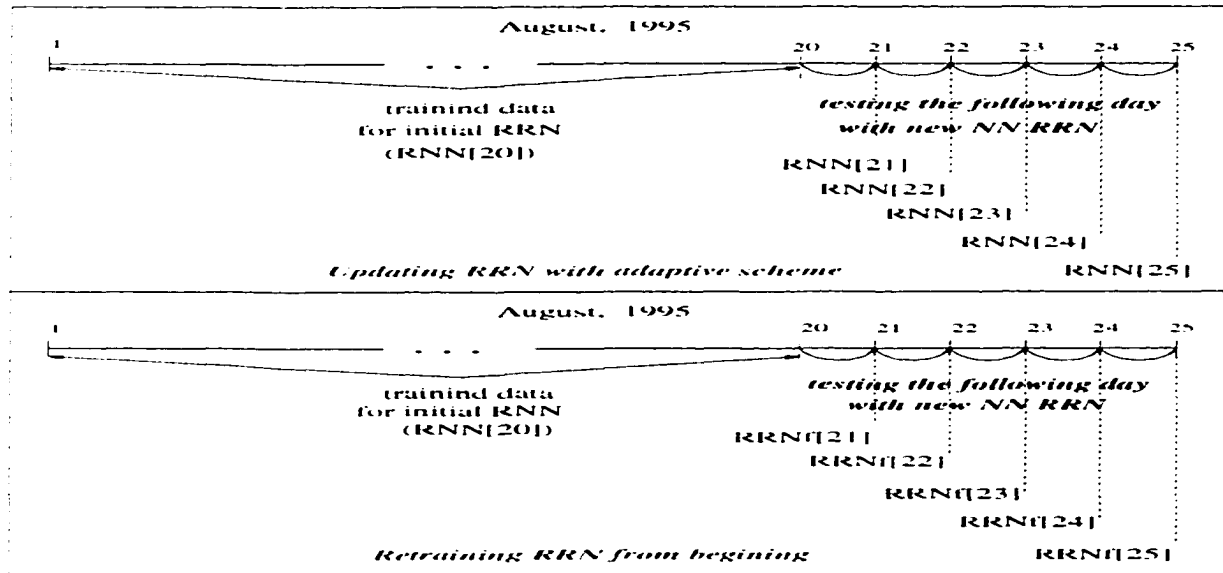 August, 1995
1 . . . 20 21 22 23 24 25
trainind data
for initial RRN
(RNN[20])
testing the following day
with new NN RRN
RNN[21]
RNN[22]
RNN[23]
RNN[24]
RNN[25]
Updating RRN with adaptive scheme
August, 1995
1 . . . 20 21 22 23 24 25
trainind data
for initial RNN
(RNN[20])
testing the following day
with new NN RRN
RRNf[21]
RRNf[22]
RRNf[23]
RRNf[24]
RRNf[25]
Retraining RRN from begining